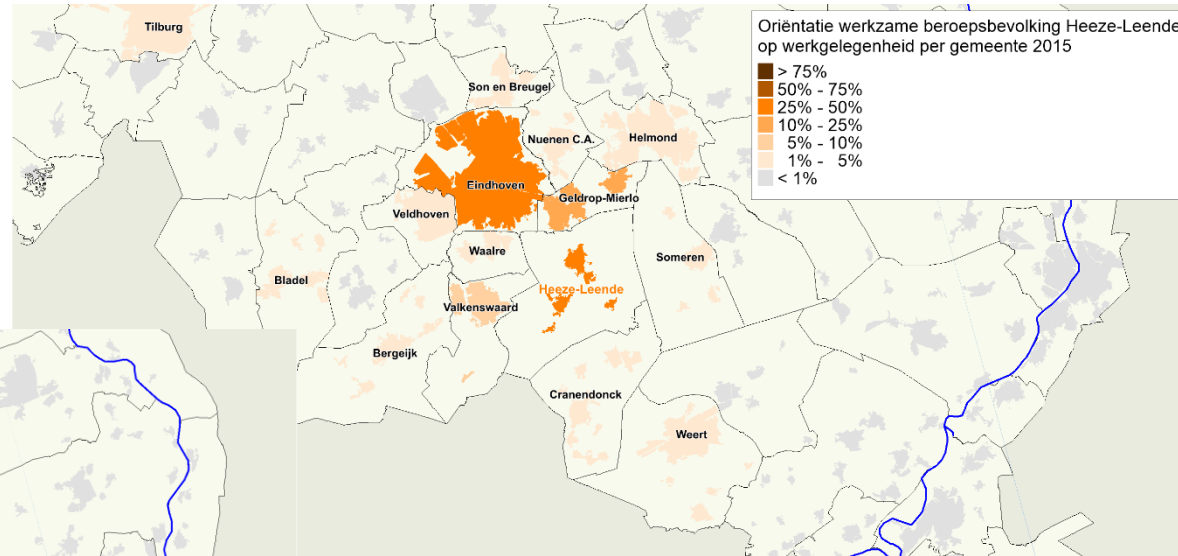 Oriëntatie werkzame beroepsbevolking Heeze-Leende
op werkgelegenheid per gemeente 2015
> 75%
50% - 75%
25% - 50%
10% - 25%
5% - 10%
1% - 5%
< 1%
Tilburg
Son en Breugel
Nuenen C.A.
Helmond
Eindhoven
Geldrop-Mierlo
Veldhoven
Waalre
Someren
Bladel
Heeze-Leende
Valkenswaard
Bergeijk
Cranendonck
Weert